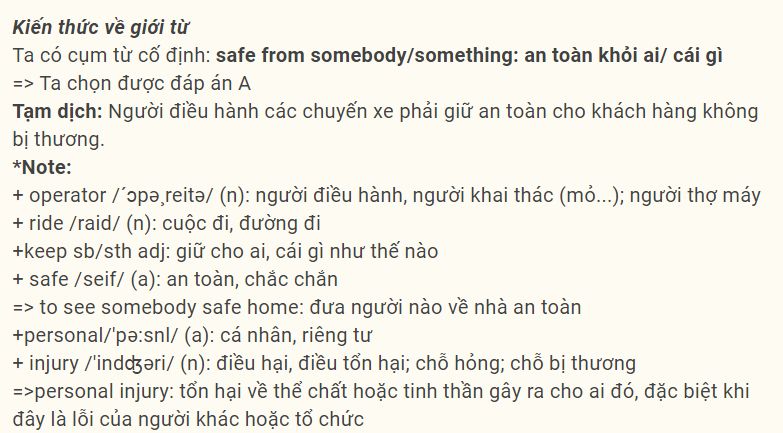 Kiến thức về giới từ
Ta có cụm từ cố định: safe from somebody/something: an toàn khỏi ai/ cái gì
=> Ta chọn được đáp án A
Tạm dịch: Người điều hành các chuyến xe phải giữ an toàn cho khách hàng không
bị thương.
*Note:
+ operator /´ɔpə¸reitə/ (n): người điều hành, người khai thác (mỏ...); người thợ máy
+ ride /raid/ (n): cuộc đi, đường đi
+keep sb/sth adj: giữ cho ai, cái gì như thế nào
+ safe /seif/ (a): an toàn, chắc chắn
=> to see somebody safe home: đưa người nào về nhà an toàn
+personal/'pə:snl/ (a): cá nhân, riêng tư
+ injury /'indʤəri/ (n): điều hại, điều tổn hại; chỗ hỏng; chỗ bị thương
=>personal injury: tổn hại về thể chất hoặc tinh thần gây ra cho ai đó, đặc biệt khi
đây là lỗi của người khác hoặc tổ chức